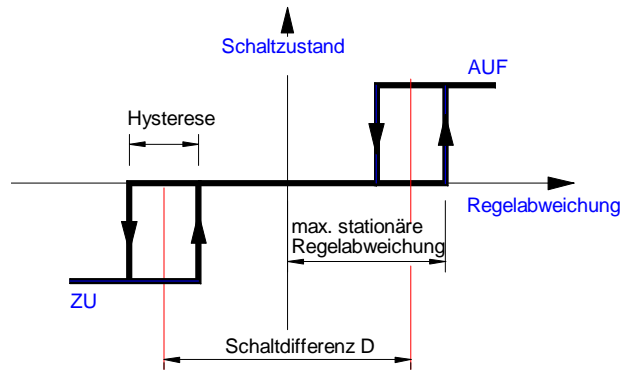 Schaltzustand
AUF
Hysterese
Regelabweichung
max. stationäre
Regelabweichung
ZU
Schaltdifferenz D